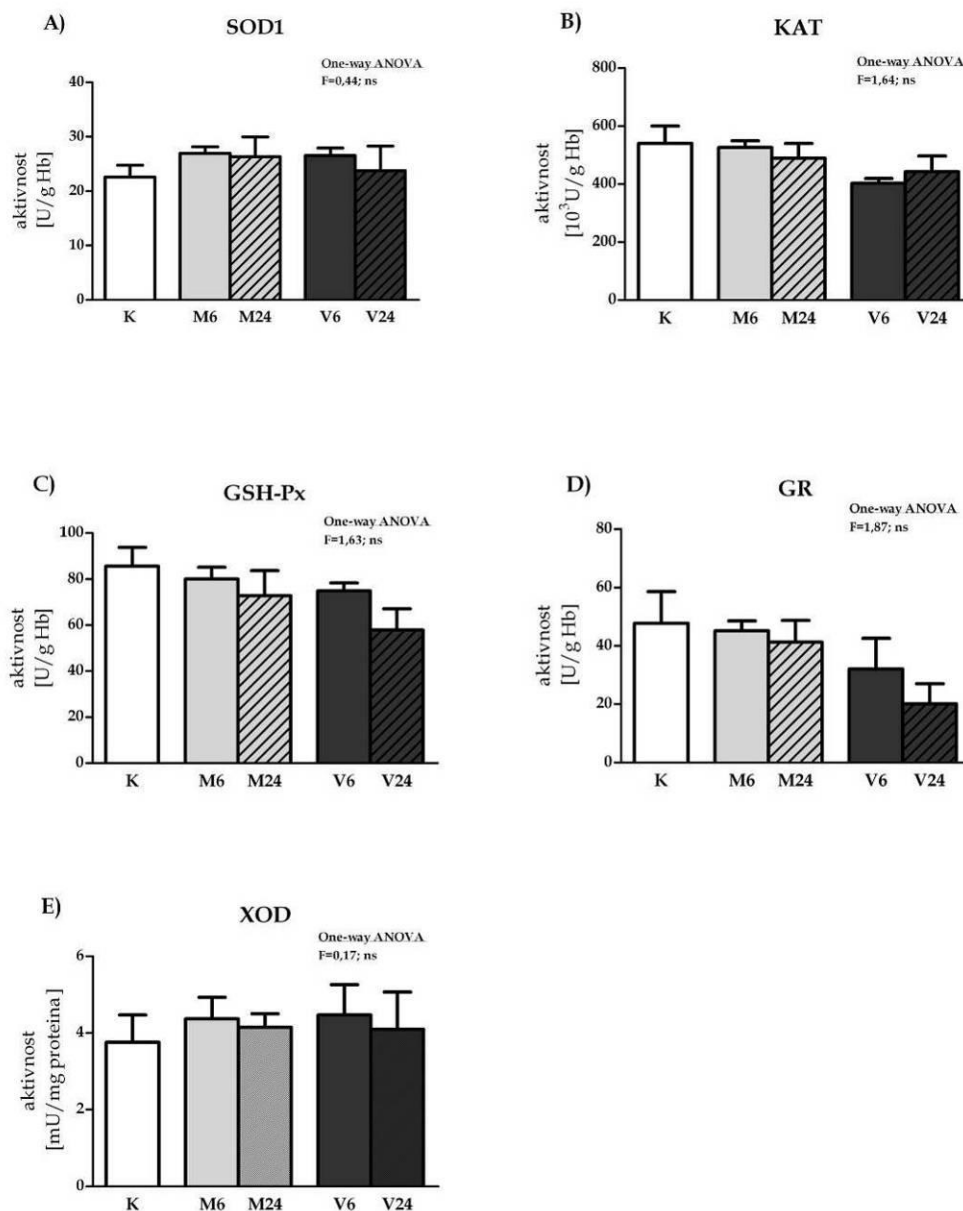 A)
SOD1
One-way ANOVA
F=0,44; ns
aktivnost
[U/g Hb]
40
30
20
10
0
K M6 M24 V6 V24
B)
KAT
One-way ANOVA
F=1,64; ns
aktivnost
[10³U/g Hb]
800
600
400
200
0
K M6 M24 V6 V24
C)
GSH-Px
One-way ANOVA
F=1,63; ns
aktivnost
[U/g Hb]
100
80
60
40
20
0
K M6 M24 V6 V24
D)
GR
One-way ANOVA
F=1,87; ns
aktivnost
[U/g Hb]
80
60
40
20
0
K M6 M24 V6 V24
E)
XOD
One-way ANOVA
F=0,17; ns
aktivnost
[mU/mg proteina]
6
4
2
0
K M6 M24 V6 V24